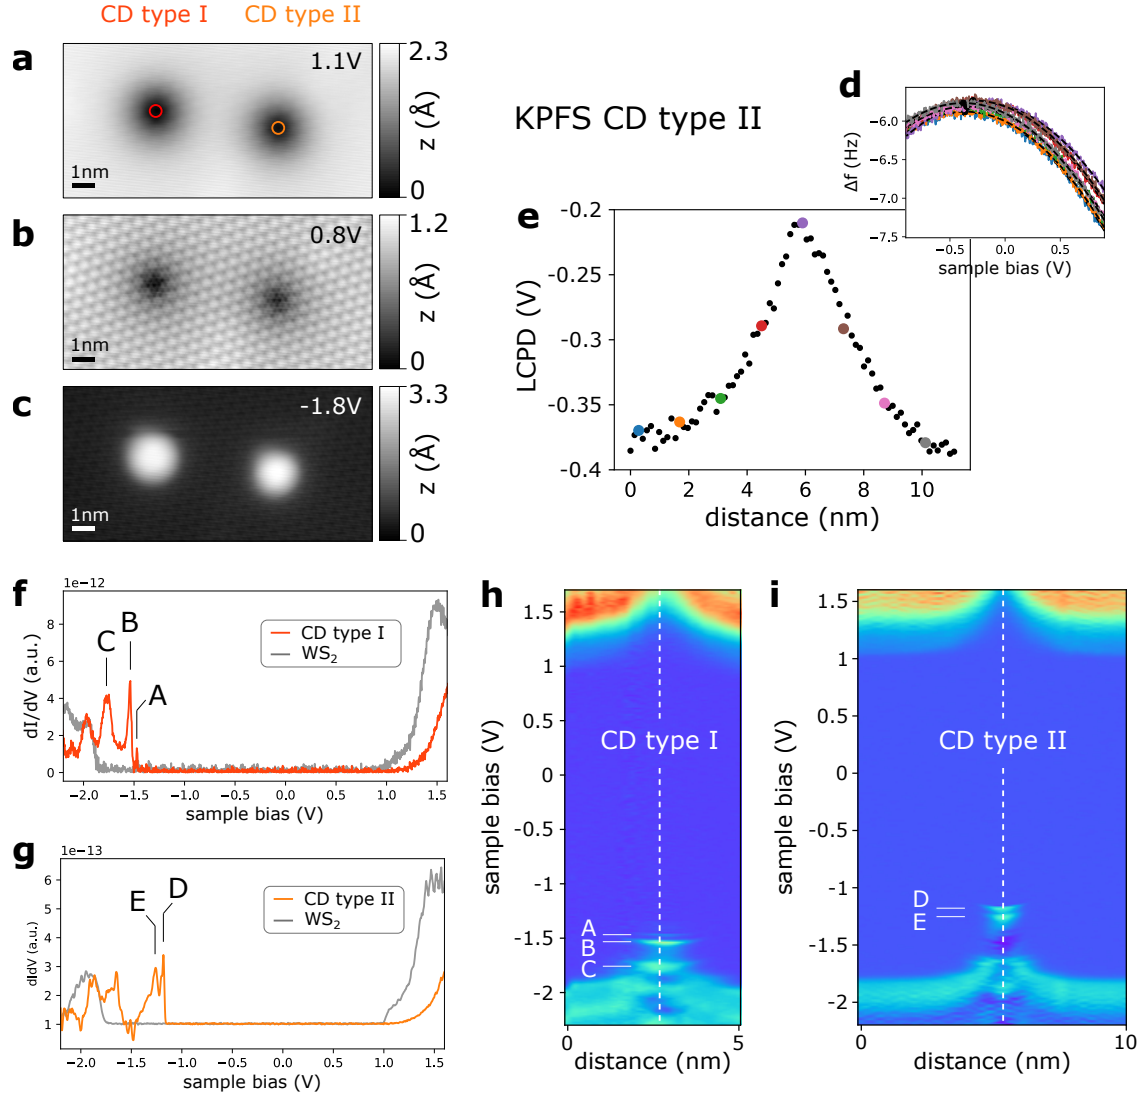 CD type I
CD type II
a
1.1V
1nm
2.3
z (Å)
0
b
0.8V
1nm
1.2
z (Å)
0
c
-1.8V
1nm
3.3
z (Å)
0
KPFS CD type II
d
−6.0
−6.5
−7.0
−7.5
Δf (Hz)
−0.5
0.0
0.5
sample bias (V)
e
-0.2
-0.25
-0.3
-0.35
-0.4
LCPD (V)
0
2
4
6
8
10
distance (nm)
f
1e−12
8
6
4
2
0
dI/dV (a.u.)
C
B
A
CD type I
WS2
−2.0
−1.5
−1.0
−0.5
0.0
0.5
1.0
1.5
sample bias (V)
g
1e−13
7
6
5
4
3
2
1
dIdV (a.u.)
E
D
CD type II
WS2
−2.0
−1.5
−1.0
−0.5
0.0
0.5
1.0
1.5
sample bias (V)
h
1.5
1
0.5
0
-0.5
-1
-1.5
-2
sample bias (V)
CD type I
A
B
C
0
5
distance (nm)
i
1.5
1
0.5
0
-0.5
-1
-1.5
-2
sample bias (V)
CD type II
D
E
0
10
distance (nm)